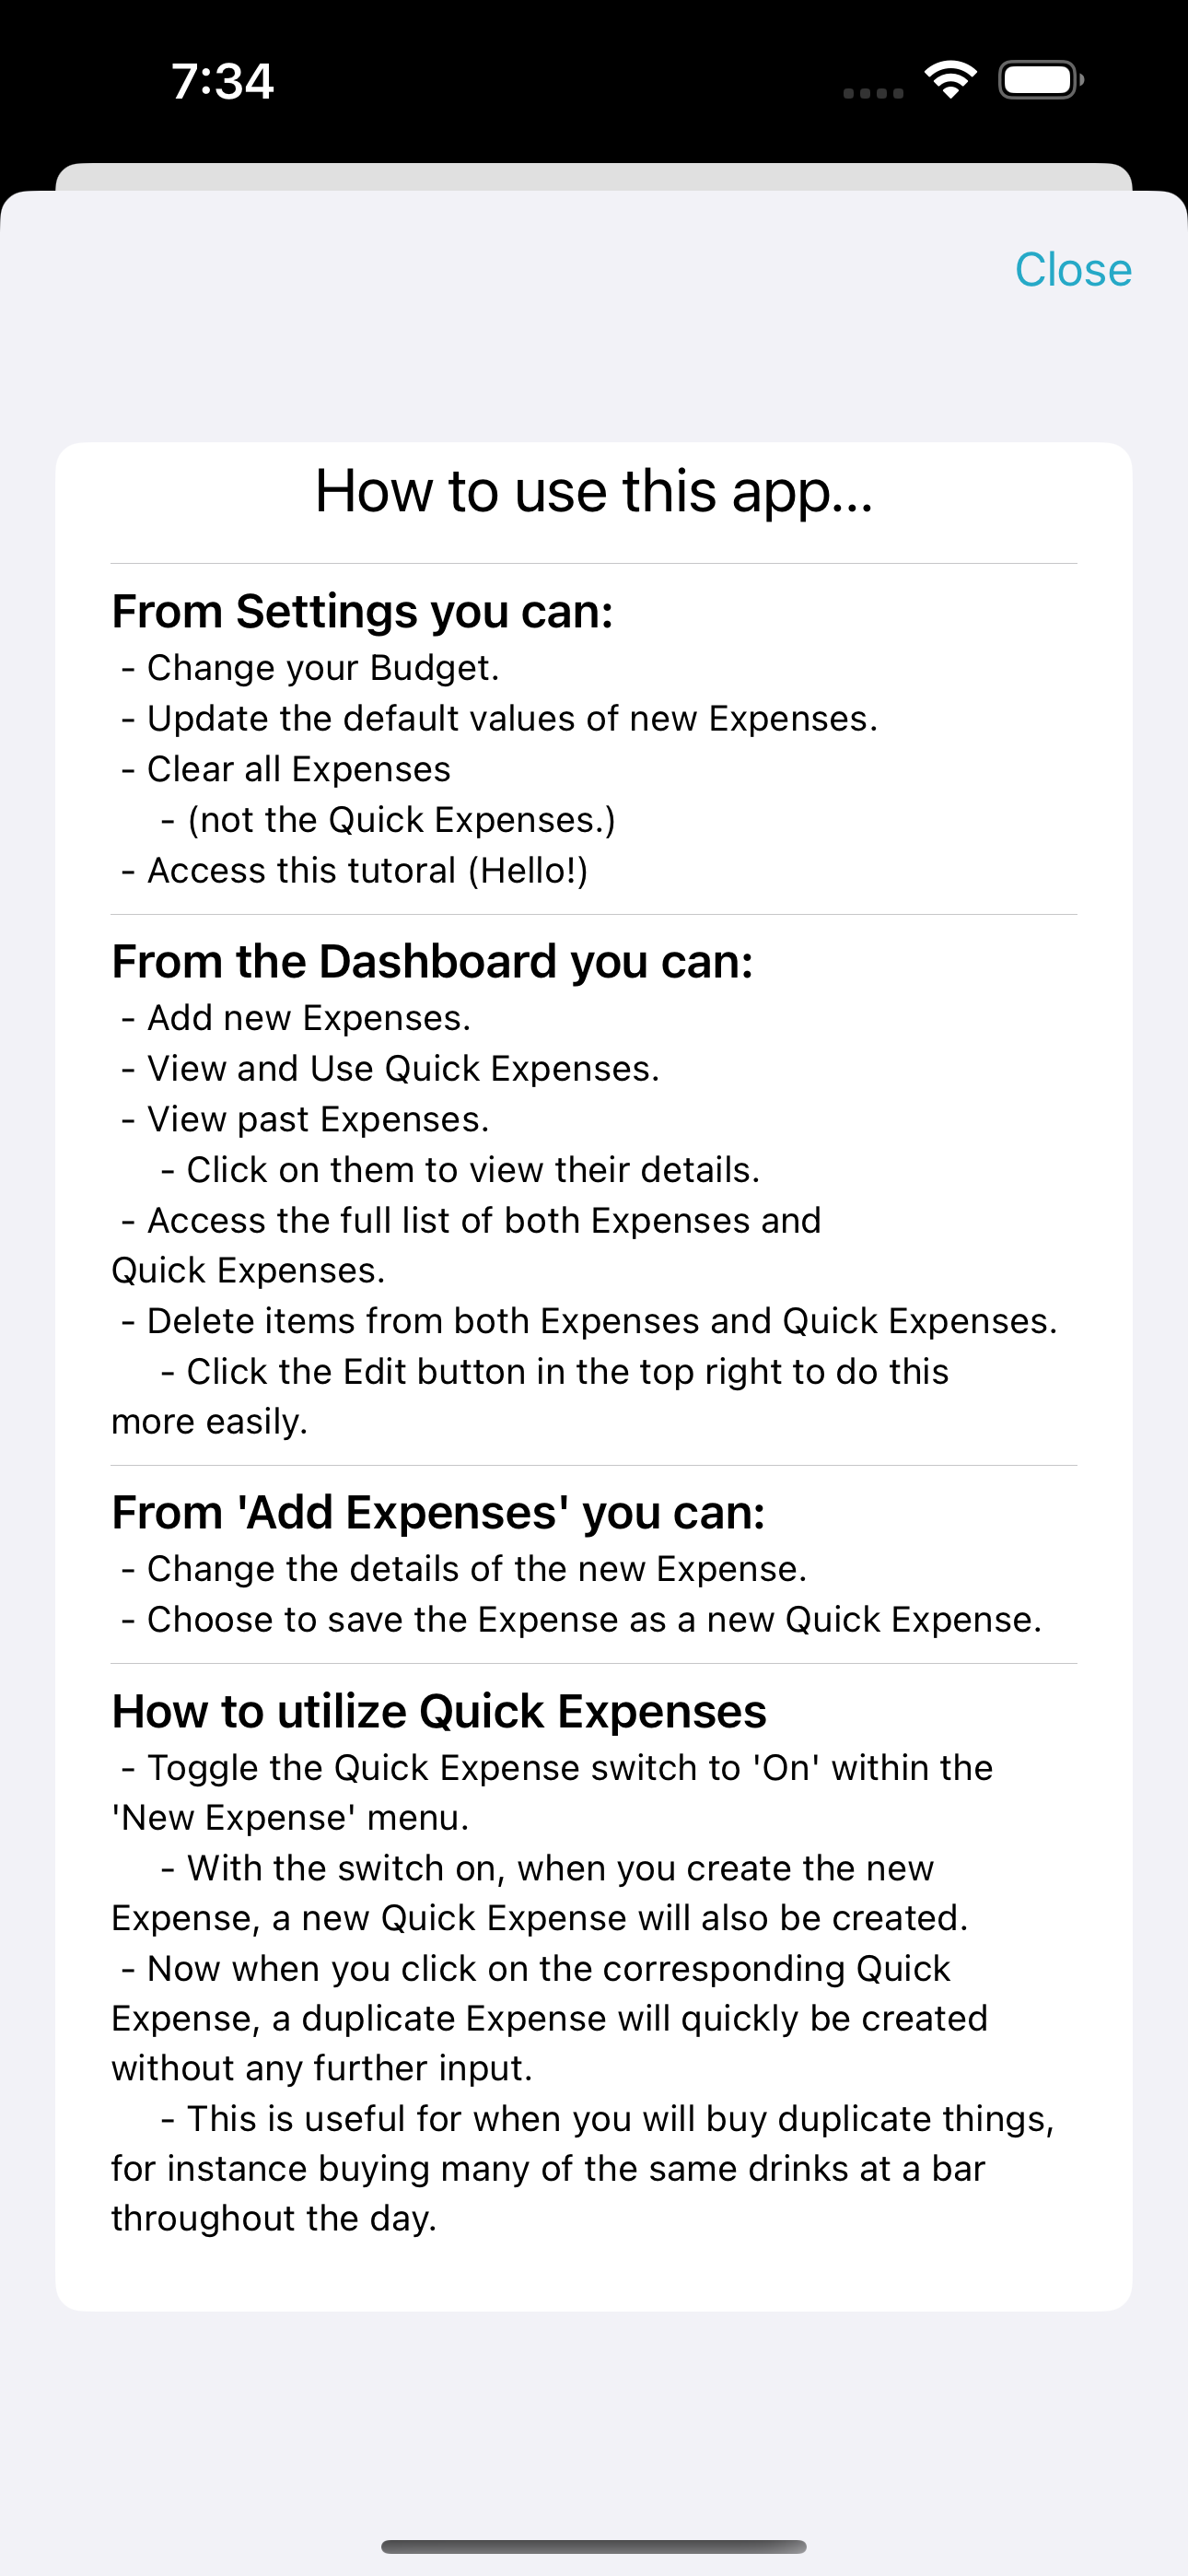 7:34
Close
How to use this app...
From Settings you can:
- Change your Budget.
- Update the default values of new Expenses.
- Clear all Expenses
- (not the Quick Expenses.)
- Access this tutoral (Hello!)
From the Dashboard you can:
- Add new Expenses.
- View and Use Quick Expenses.
- View past Expenses.
- Click on them to view their details.
- Access the full list of both Expenses and
Quick Expenses.
- Delete items from both Expenses and Quick Expenses.
- Click the Edit button in the top right to do this
more easily.
From 'Add Expenses' you can:
- Change the details of the new Expense.
- Choose to save the Expense as a new Quick Expense.
How to utilize Quick Expenses
- Toggle the Quick Expense switch to 'On' within the
'New Expense' menu.
- With the switch on, when you create the new
Expense, a new Quick Expense will also be created.
- Now when you click on the corresponding Quick
Expense, a duplicate Expense will quickly be created
without any further input.
- This is useful for when you will buy duplicate things,
for instance buying many of the same drinks at a bar
throughout the day.